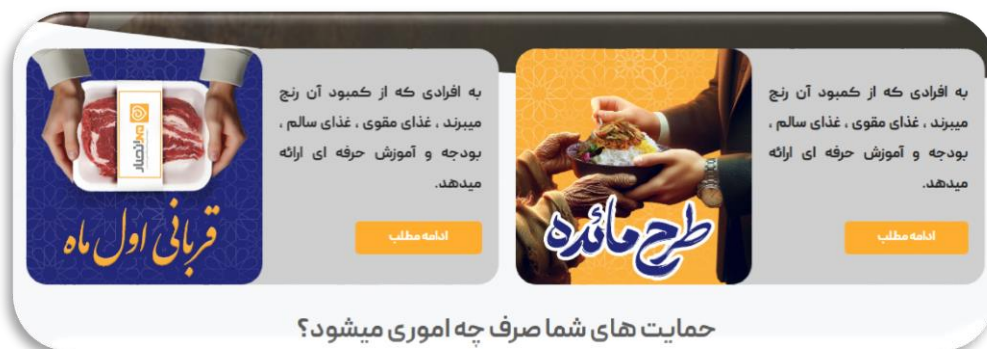 به افرادی که از کمبود آن رنج
میبرند ، غذای مقوی ، غذای سالم ،
بودجه و آموزش حرفه ای ارائه
میدهد.
ادامه مطلب
طرح مائده
به افرادی که از کمبود آن رنج
میبرند ، غذای مقوی ، غذای سالم ،
بودجه و آموزش حرفه ای ارائه
میدهد.
ادامه مطلب
قربانی اول ماه
حمایت های شما صرف چه اموری میشود؟